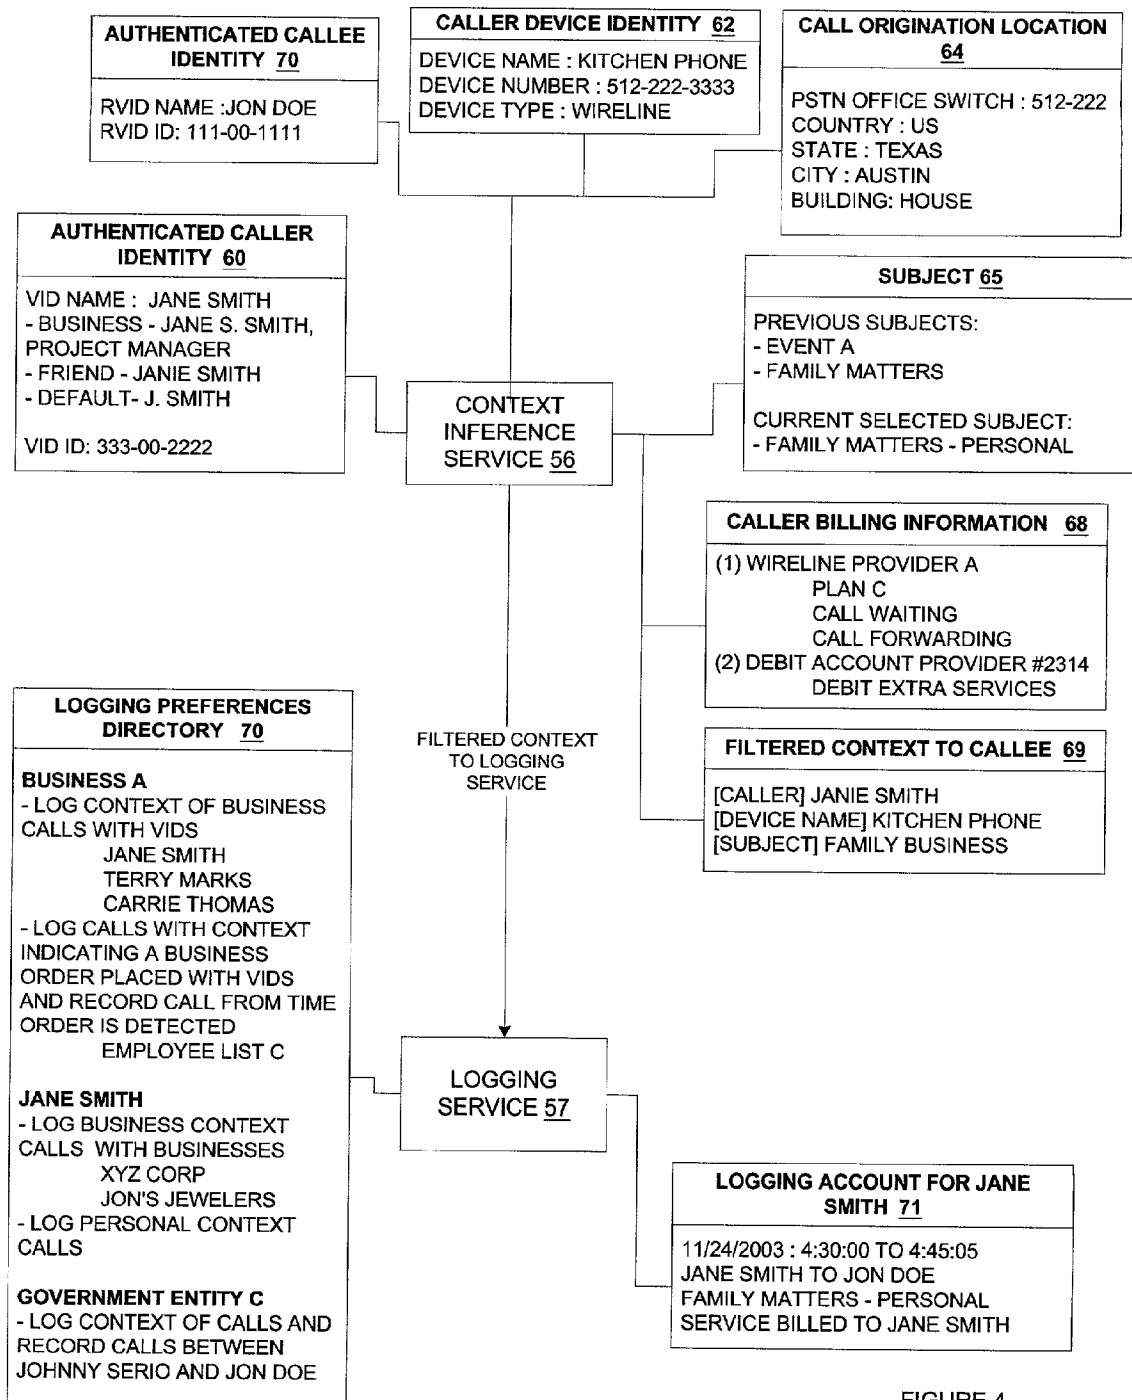 AUTHENTICATED CALLEE
IDENTITY 70
RVID NAME :JON DOE
RVID ID: 111-00-1111
CALLER DEVICE IDENTITY 62
DEVICE NAME : KITCHEN PHONE
DEVICE NUMBER : 512-222-3333
DEVICE TYPE : WIRELINE
CALL ORIGINATION LOCATION
64
PSTN OFFICE SWITCH : 512-222
COUNTRY : US
STATE : TEXAS
CITY : AUSTIN
BUILDING: HOUSE
AUTHENTICATED CALLER
IDENTITY 60
VID NAME : JANE SMITH
- BUSINESS - JANE S. SMITH,
PROJECT MANAGER
- FRIEND - JANIE SMITH
- DEFAULT- J. SMITH
VID ID: 333-00-2222
CONTEXT
INFERENCE
SERVICE 56
SUBJECT 65
PREVIOUS SUBJECTS:
- EVENT A
- FAMILY MATTERS
CURRENT SELECTED SUBJECT:
- FAMILY MATTERS - PERSONAL
CALLER BILLING INFORMATION 68
(1) WIRELINE PROVIDER A
PLAN C
CALL WAITING
CALL FORWARDING
(2) DEBIT ACCOUNT PROVIDER #2314
DEBIT EXTRA SERVICES
FILTERED CONTEXT TO CALLEE 69
[CALLER] JANIE SMITH
[DEVICE NAME] KITCHEN PHONE
[SUBJECT] FAMILY BUSINESS
FILTERED CONTEXT
TO LOGGING
SERVICE
LOGGING PREFERENCES
DIRECTORY 70
BUSINESS A
- LOG CONTEXT OF BUSINESS
CALLS WITH VIDS
JANE SMITH
TERRY MARKS
CARRIE THOMAS
- LOG CALLS WITH CONTEXT
INDICATING A BUSINESS
ORDER PLACED WITH VIDS
AND RECORD CALL FROM TIME
ORDER IS DETECTED
EMPLOYEE LIST C
JANE SMITH
- LOG BUSINESS CONTEXT
CALLS WITH BUSINESSES
XYZ CORP
JON'S JEWELERS
- LOG PERSONAL CONTEXT
CALLS
GOVERNMENT ENTITY C
- LOG CONTEXT OF CALLS AND
RECORD CALLS BETWEEN
JOHNNY SERIO AND JON DOE
LOGGING
SERVICE 57
LOGGING ACCOUNT FOR JANE
SMITH 71
11/24/2003 : 4:30:00 TO 4:45:05
JANE SMITH TO JON DOE
FAMILY MATTERS - PERSONAL
SERVICE BILLED TO JANE SMITH
FIGURE 4